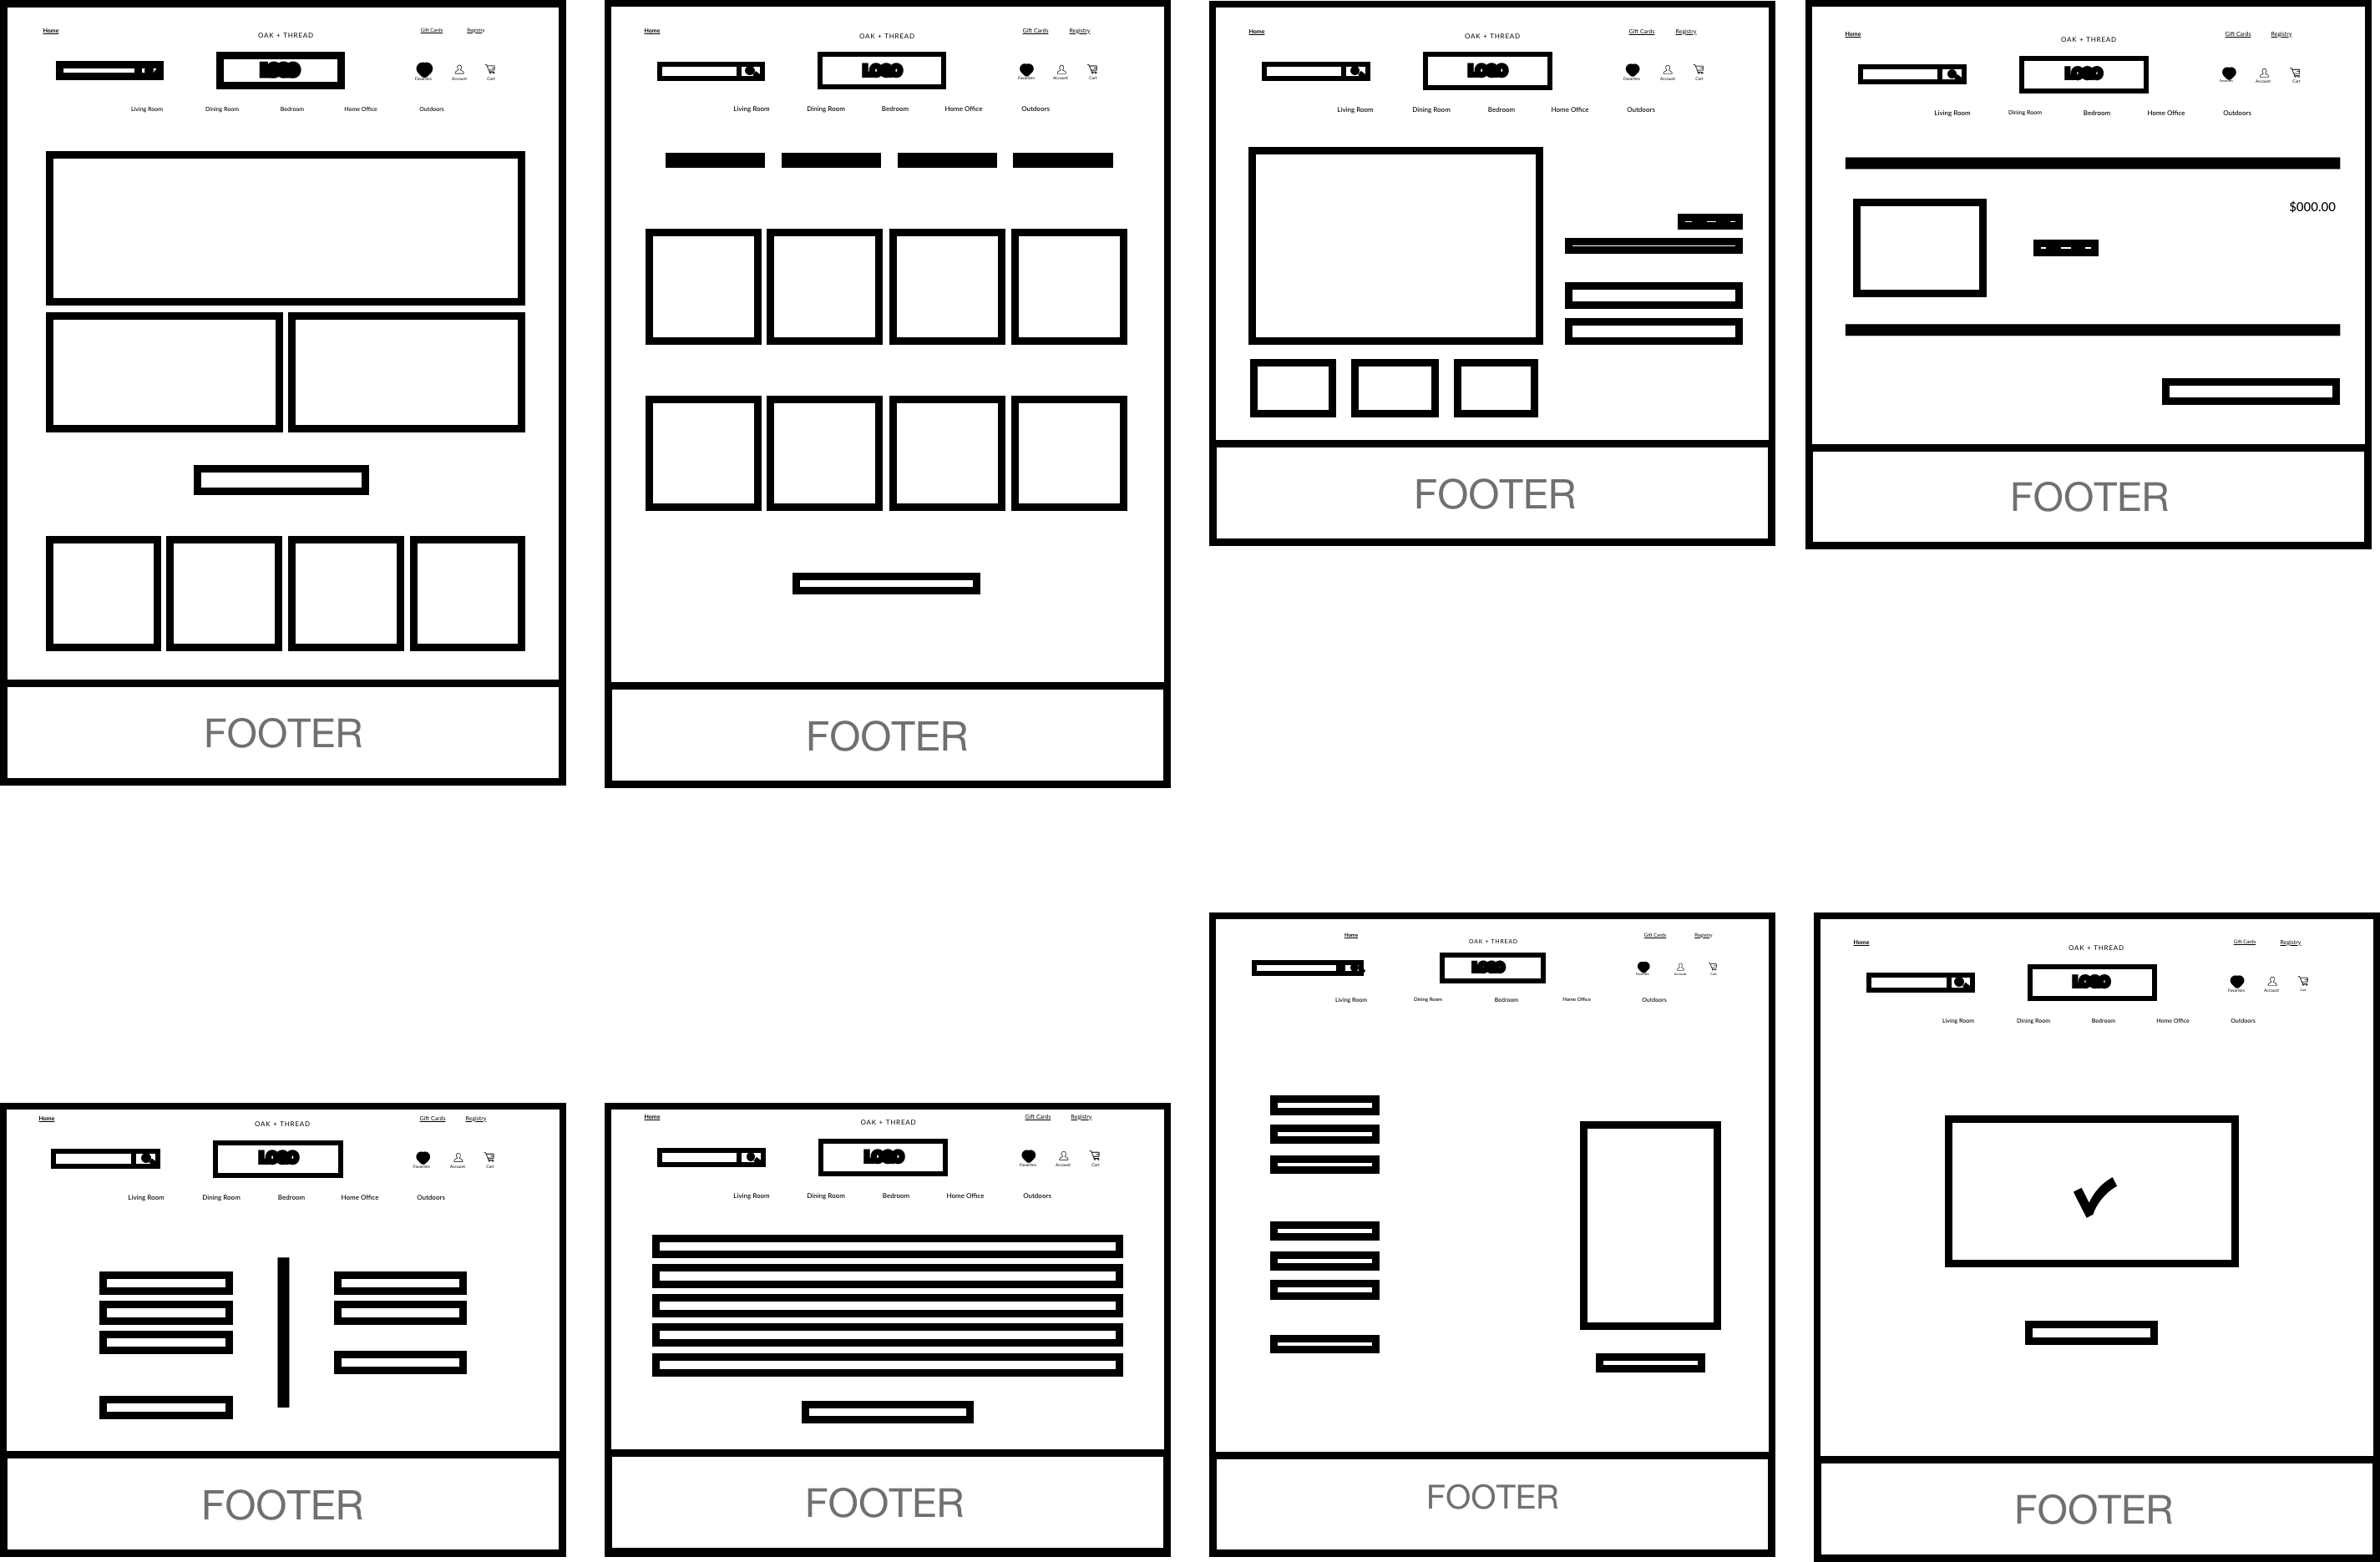 Home
Gift Cards Registry
OAK + THREAD
LOGO
Favorites Account Cart
Living Room Dining Room Bedroom Home Office Outdoors
FOOTER
Home
Gift Cards Registry
OAK + THREAD
LOGO
Favorites Account Cart
Living Room Dining Room Bedroom Home Office Outdoors
FOOTER
Home
Gift Cards Registry
OAK + THREAD
LOGO
Favorites Account Cart
Living Room Dining Room Bedroom Home Office Outdoors
FOOTER
Home
Gift Cards Registry
OAK + THREAD
LOGO
Favorites Account Cart
Living Room Dining Room Bedroom Home Office Outdoors
$000.00
FOOTER
Home
Gift Cards Registry
OAK + THREAD
LOGO
Favorites Account Cart
Living Room Dining Room Bedroom Home Office Outdoors
FOOTER
Home
Gift Cards Registry
OAK + THREAD
LOGO
Favorites Account Cart
Living Room Dining Room Bedroom Home Office Outdoors
FOOTER
Home
Gift Cards Registry
OAK + THREAD
LOGO
Favorites Account Cart
Living Room Dining Room Bedroom Home Office Outdoors
FOOTER
Home
Gift Cards Registry
OAK + THREAD
LOGO
Favorites Account Cart
Living Room Dining Room Bedroom Home Office Outdoors
FOOTER